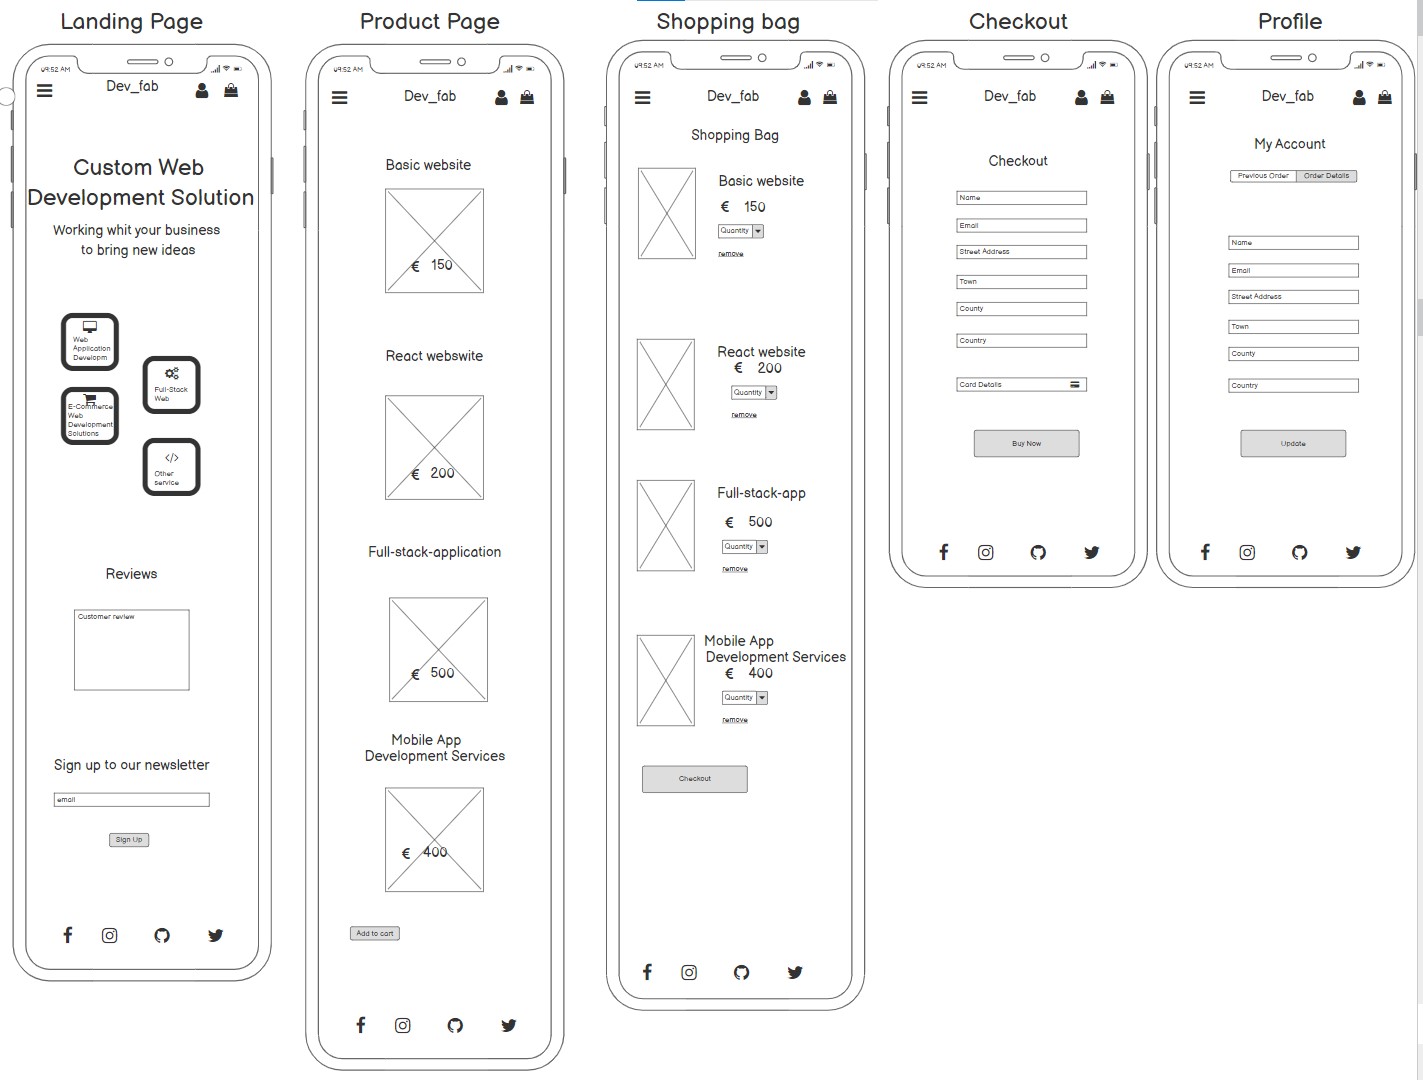 Landing Page
09:52 AM
Dev_fab
Custom Web
Development Solution
Working whit your business
to bring new ideas
Web
Application
Developm
Full-Stack
Web
E-Commerce
Web
Development
Solutions
</>
Other
service
Reviews
Customer review
Sign up to our newsletter
email
Sign Up
Product Page
09:52 AM
Dev_fab
Basic website
€ 150
React webswite
€ 200
Full-stack-application
€ 500
Mobile App
Development Services
€ 400
Add to cart
Shopping bag
09:52 AM
Dev_fab
Shopping Bag
Basic website
€ 150
Quantity
remove
React website
€ 200
Quantity
remove
Full-stack-app
€ 500
Quantity
remove
Mobile App
Development Services
€ 400
Quantity
remove
Checkout
Checkout
09:52 AM
Dev_fab
Checkout
Name
Email
Street Address
Town
County
Country
Card Details
Buy Now
Profile
09:52 AM
Dev_fab
My Account
Previous Order Order Details
Name
Email
Street Address
Town
County
Country
Update